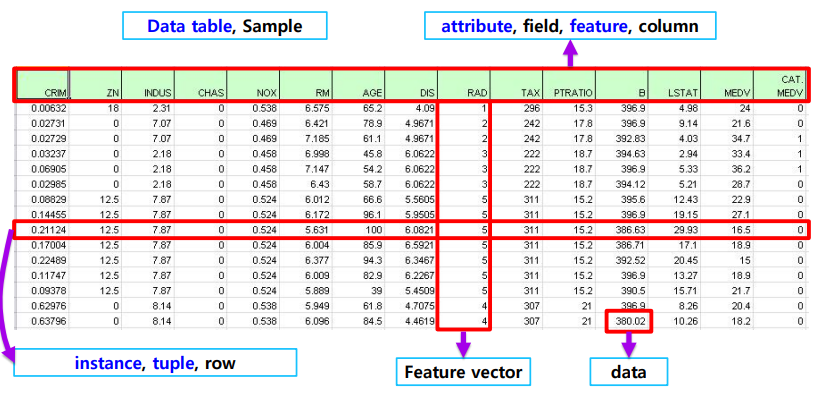 Data table, Sample
attribute, field, feature, column
CRIM ZN INDUS CHAS NOX RM AGE DIS RAD TAX PTRATIO B LSTAT MEDV CAT. MEDV
0.00632 18 2.31 0 0.538 6.575 65.2 4.09 1 296 15.3 396.9 4.98 24 0
0.02731 0 7.07 0 0.469 6.421 78.9 4.9671 2 242 17.8 396.9 9.14 21.6 0
0.02729 0 7.07 0 0.469 7.185 61.1 4.9671 2 242 17.8 392.83 4.03 34.7 1
0.03237 0 2.18 0 0.458 6.998 45.8 6.0622 3 222 18.7 394.63 2.94 33.4 1
0.06905 0 2.18 0 0.458 7.147 54.2 6.0622 3 222 18.7 396.9 5.33 36.2 1
0.02985 0 2.18 0 0.458 6.43 58.7 6.0622 3 222 18.7 394.12 5.21 28.7 0
0.08829 12.5 7.87 0 0.524 6.012 66.6 5.5605 5 311 15.2 395.6 12.43 22.9 0
0.14455 12.5 7.87 0 0.524 6.172 96.1 5.9505 5 311 15.2 396.9 19.15 27.1 0
0.21124 12.5 7.87 0 0.524 5.631 100 6.0821 5 311 15.2 386.63 29.93 16.5 0
0.17004 12.5 7.87 0 0.524 6.004 85.9 6.5921 5 311 15.2 386.71 17.1 18.9 0
0.22489 12.5 7.87 0 0.524 6.377 94.3 6.3467 5 311 15.2 392.52 20.45 15 0
0.11747 12.5 7.87 0 0.524 6.009 82.9 6.2267 5 311 15.2 396.9 13.27 18.9 0
0.09378 12.5 7.87 0 0.524 5.889 39 5.4509 5 311 15.2 390.5 15.71 21.7 0
0.62976 0 8.14 0 0.538 5.949 61.8 4.7075 4 307 21 396.9 8.26 20.4 0
0.63796 0 8.14 0 0.538 6.096 84.5 4.4619 4 307 21 380.02 10.26 18.2 0
instance, tuple, row
Feature vector
data